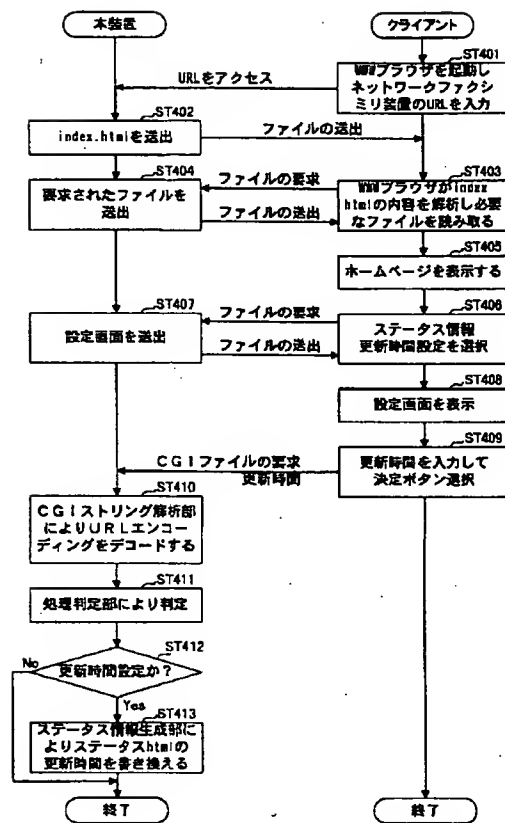 本装置
クライアント
ST401
WWWブラウザを起動し
ネットワークファクシ
ミリ装置のURLを入力
URLをアクセス
ST402
index.htmlを送出
ファイルの送出
ST404
要求されたファイルを
送出
ファイルの要求
ファイルの送出
ST403
WWWブラウザがindex
htmlの内容を解析し必要
なファイルを読み取る
ST405
ホームページを表示する
ST406
ステータス情報
更新時間設定を選択
ST407
設定画面を送出
ファイルの要求
ファイルの送出
ST408
設定画面を表示
ST409
更新時間を入力して
決定ボタン選択
CGIファイルの要求
更新時間
ST410
CGIストリング解析部
によりURLエンコー
ディングをデコードする
ST411
処理判定部により判定
ST412
更新時間設定か?
No
Yes
ST413
ステータス情報生成部に
よりステータスhtmlの
更新時間を書き換える
終了
終了